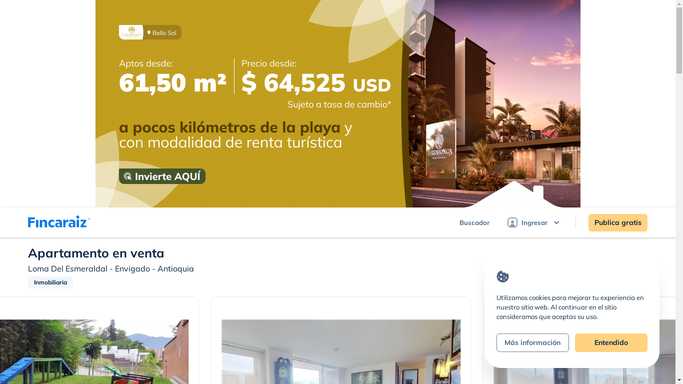 Bello Sol
Aptos desde:
61,50 m²
Precio desde:
$ 64,525 USD
Sujeto a tasa de cambio*
a pocos kilómetros de la playa y
con modalidad de renta turística
Invierte AQUÍ
Fincaraiz
Buscador
Ingresar
Publica gratis
Apartamento en venta
Loma Del Esmeraldal - Envigado - Antioquia
Inmobiliaria
Utilizamos cookies para mejorar tu experiencia en
nuestro sitio web. Al continuar en el sitio
consideramos que aceptas su uso.
Más información
Entendido